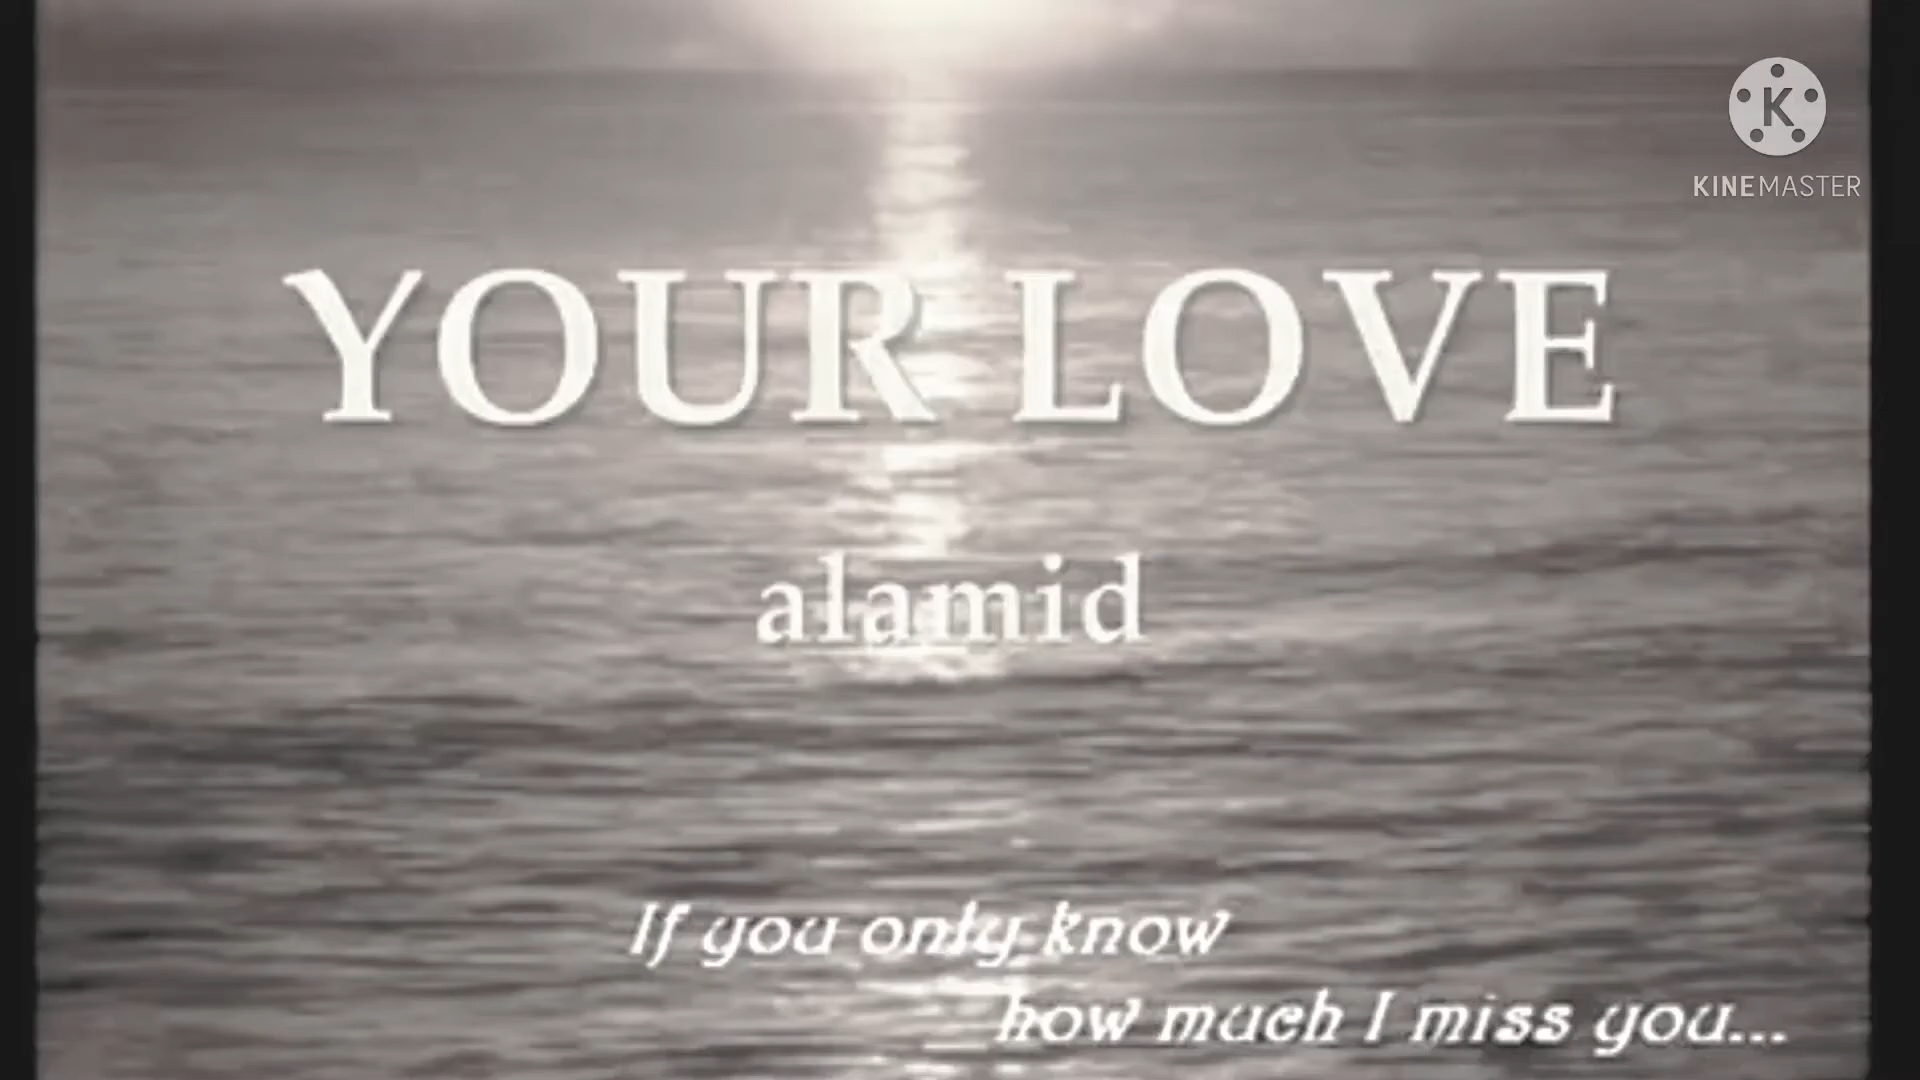 K
KINEMASTER
YOUR LOVE
alamid
If you only know
how much I miss you...